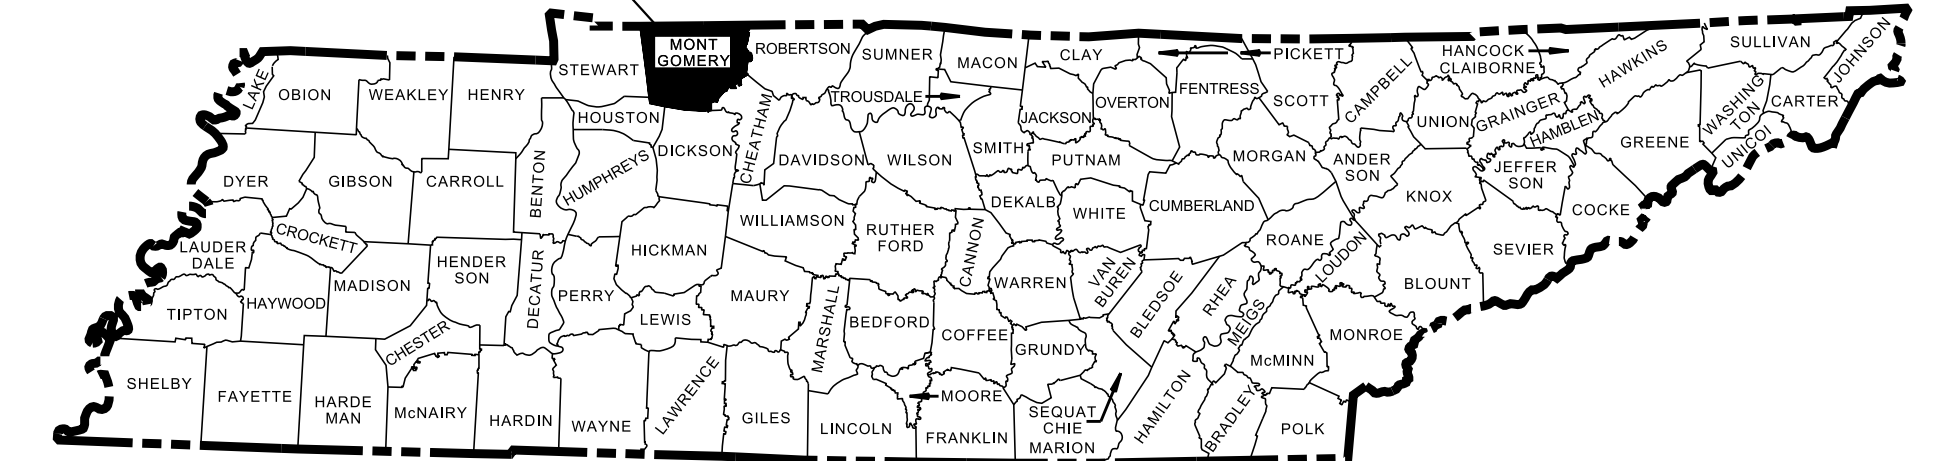 MONT
GOMERY
ROBERTSON
SUMNER
MACON
CLAY
PICKETT
HANCOCK
CLAIBORNE
HAWKINS
SULLIVAN
JOHNSON
STEWART
LAKE
OBION
WEAKLEY
HENRY
HOUSTON
CHEATHAM
TROUSDALE
JACKSON
OVERTON
FENTRESS
SCOTT
CAMPBELL
UNION
GRAINGER
HAMBLEN
WASHING
TON
CARTER
UNICOI
GREENE
DYER
GIBSON
CARROLL
BENTON
HUMPHREYS
DICKSON
DAVIDSON
WILSON
SMITH
PUTNAM
MORGAN
ANDER
SON
KNOX
JEFFER
SON
COCKE
LAUDER
DALE
CROCKETT
HENDER
SON
DECATUR
HICKMAN
WILLIAMSON
RUTHER
FORD
CANNON
DEKALB
WHITE
CUMBERLAND
ROANE
LOUDON
BLOUNT
SEVIER
TIPTON
HAYWOOD
MADISON
PERRY
LEWIS
MAURY
MARSHALL
BEDFORD
COFFEE
WARREN
VAN
BUREN
BLEDSOE
RHEA
MEIGS
MONROE
SHELBY
FAYETTE
HARDE
MAN
CHESTER
McNAIRY
HARDIN
WAYNE
LAWRENCE
GILES
LINCOLN
MOORE
FRANKLIN
GRUNDY
SEQUAT
CHIE
MARION
HAMILTON
BRADLEY
McMINN
POLK